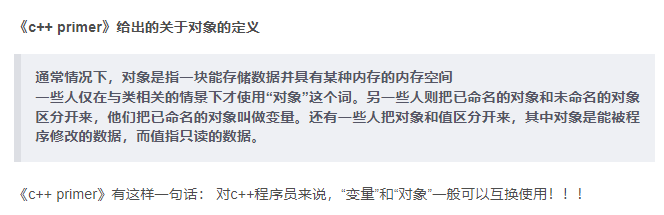 《c++ primer》给出的关于对象的定义
通常情况下，对象是指一块能存储数据并具有某种内存的内存空间
一些人仅在与类相关的情景下才使用“对象”这个词。另一些人则把已命名的对象和未命名的对象
区分开来，他们把已命名的对象叫做变量。还有一些人把对象和值区分开来，其中对象是能被程
序修改的数据，而值指只读的数据。
《c++ primer》有这样一句话： 对c++程序员来说，“变量”和“对象”一般可以互换使用！！！